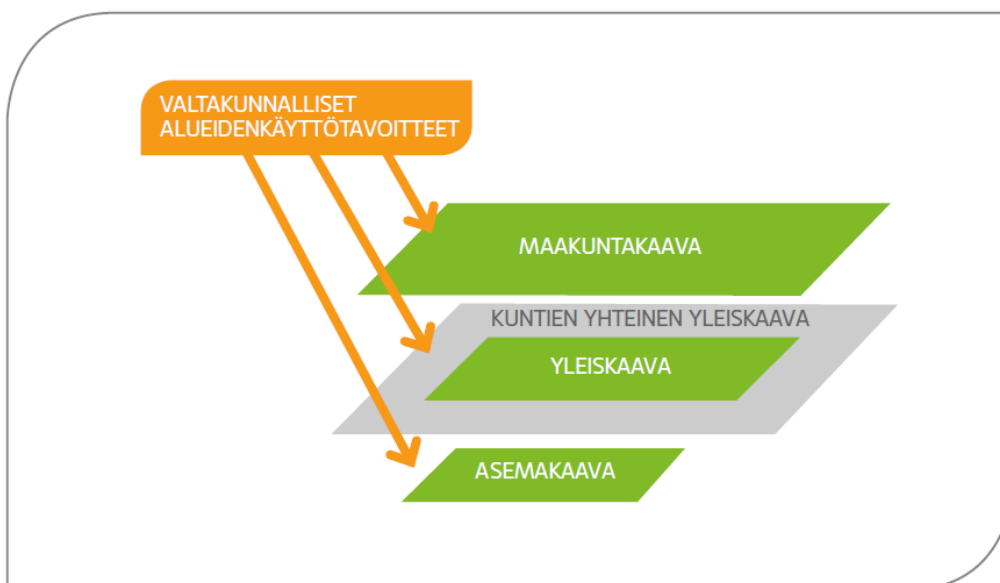 VALTAKUNNALLISET
ALUEIDENKÄYTTÖTAVOITTEET
MAAKUNTAKAAVA
KUNTIEN YHTEINEN YLEISKAAVA
YLEISKAAVA
ASEMAKAAVA